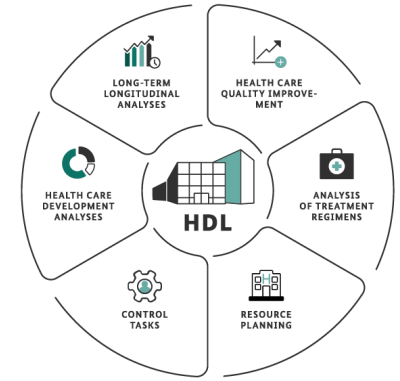 LONG-TERM
LONGITUDINAL
ANALYSES
HEALTH CARE
QUALITY IMPROVE-
MENT
HEALTH CARE
DEVELOPMENT
ANALYSES
HDL
ANALYSIS
OF TREATMENT
REGIMENS
CONTROL
TASKS
H
RESOURCE
PLANNING